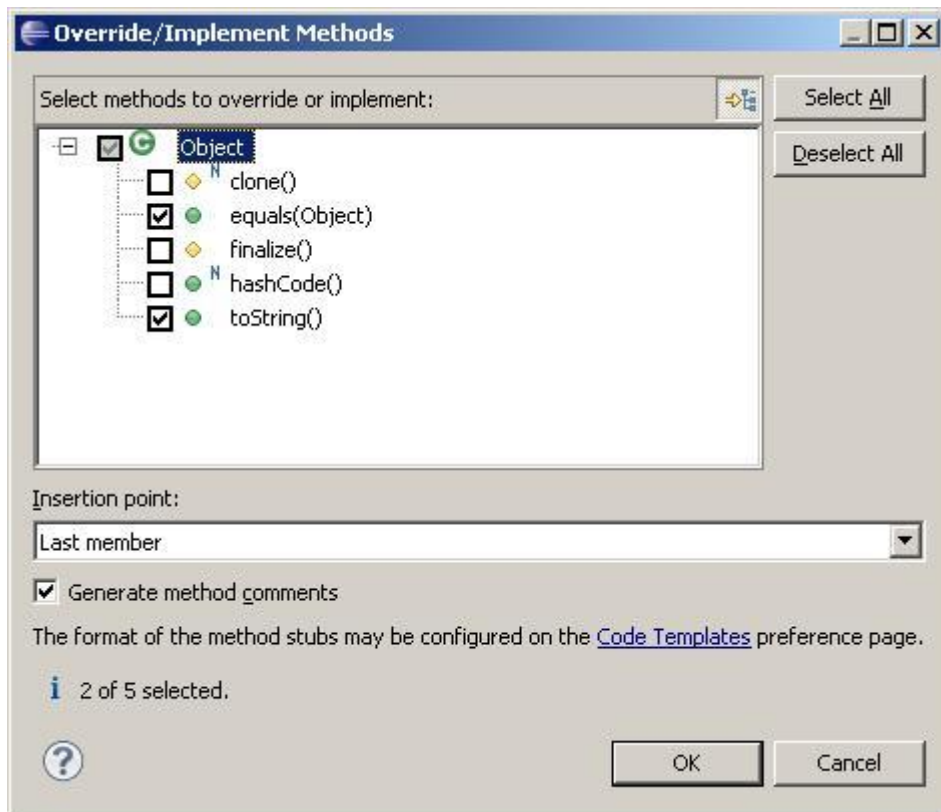 Override/Implement Methods
Select methods to override or implement:
Select All
Deselect All
Object
N clone()
equals(Object)
finalize()
N hashCode()
toString()
Insertion point:
Last member
Generate method comments
The format of the method stubs may be configured on the Code Templates preference page.
i 2 of 5 selected.
?
OK
Cancel